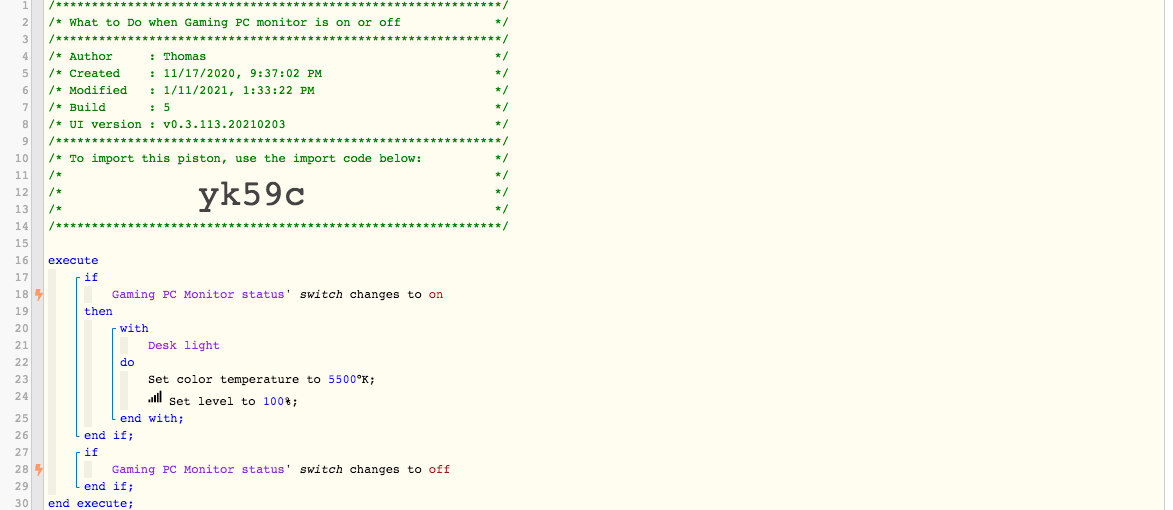 1 /**************************************************************/
2 /* What to Do when Gaming PC monitor is on or off */
3 /**************************************************************/
4 /* Author : Thomas */
5 /* Created : 11/17/2020, 9:37:02 PM */
6 /* Modified : 1/11/2021, 1:33:22 PM */
7 /* Build : 5 */
8 /* UI version : v0.3.113.20210203 */
9 /**************************************************************/
10 /* To import this piston, use the import code below: */
11 /* */
12 /* yk59c */
13 /* */
14 /**************************************************************/
15
16 execute
17 if
18 Gaming PC Monitor status' switch changes to on
19 then
20 with
21 Desk light
22 do
23 Set color temperature to 5500°K;
24 Set level to 100%;
25 end with;
26 end if;
27 if
28 Gaming PC Monitor status' switch changes to off
29 end if;
30 end execute;